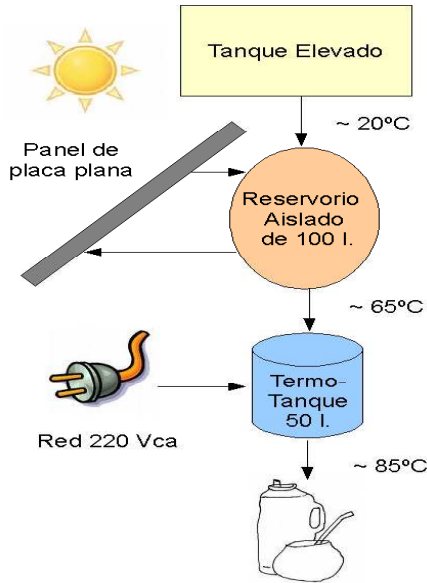 Tanque Elevado
~ 20ºC
Panel de
placa plana
Reservorio
Aislado
de 100 l.
~ 65ºC
Termo-
Tanque
50 l.
Red 220 Vca
~ 85ºC